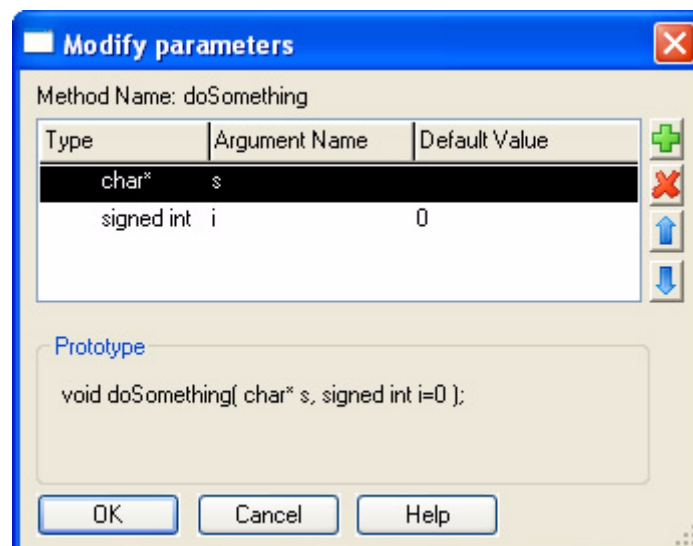 Modify parameters
Method Name: doSomething
Type Argument Name Default Value
char* s
signed int i 0
Prototype
void doSomething( char* s, signed int i=0 );
OK Cancel Help